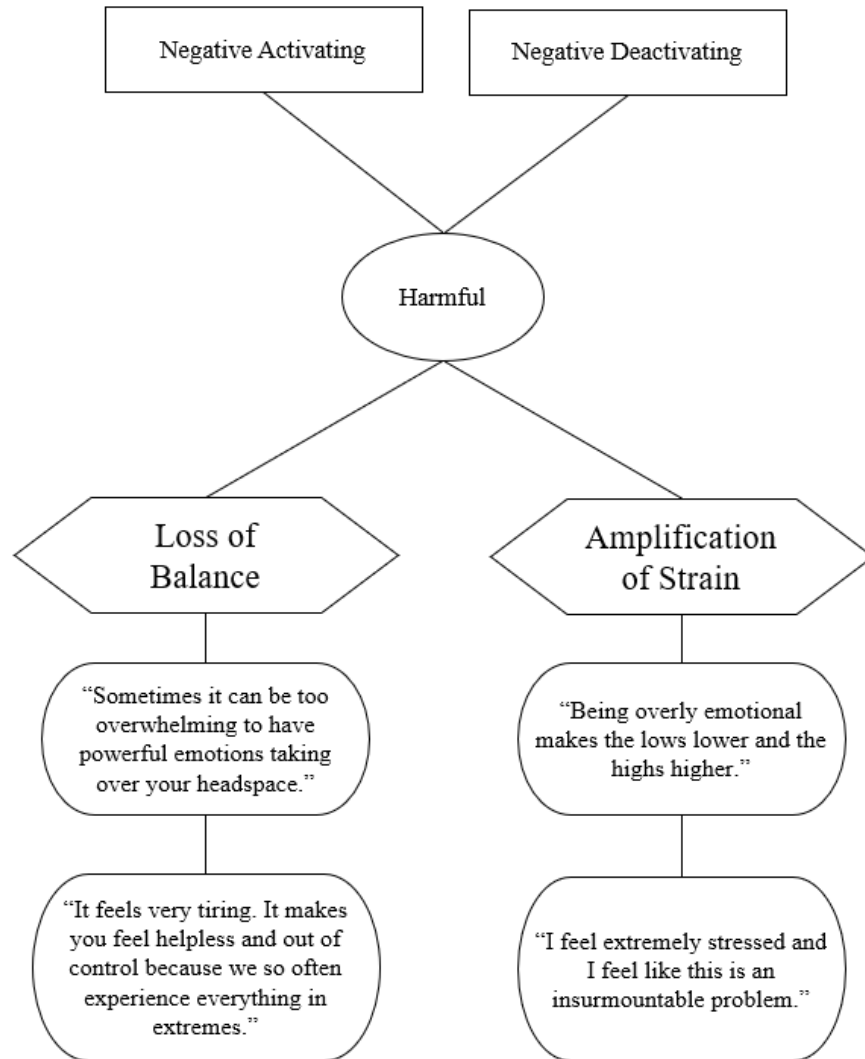 Negative Activating
Negative Deactivating
Harmful
Loss of
Balance
Amplification
of Strain
“Sometimes it can be too
overwhelming to have
powerful emotions taking
over your headspace.”
“Being overly emotional
makes the lows lower and the
highs higher.”
“It feels very tiring. It makes
you feel helpless and out of
control because we so often
experience everything in
extremes.”
“I feel extremely stressed and
I feel like this is an
insurmountable problem.”